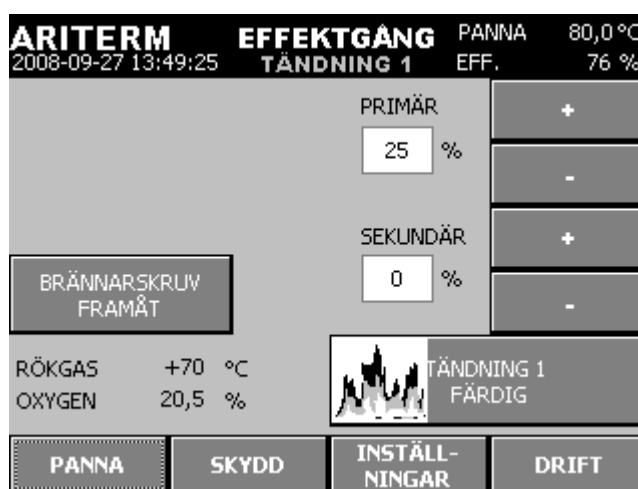 ARITERM EFFEKTGÅNG PANNA 80,0 °C
2008-09-27 13:49:25 TÄNDNING 1 EFF. 76 %
PRIMÄR
+
25 %
-
SEKUNDÄR
+
0 %
-
BRÄNNARSKRUV
FRAMÅT
RÖKGAS +70 °C
OXYGEN 20,5 %
TÄNDNING 1
FÄRDIG
PANNA
SKYDD
INSTÄLL-
NINGAR
DRIFT